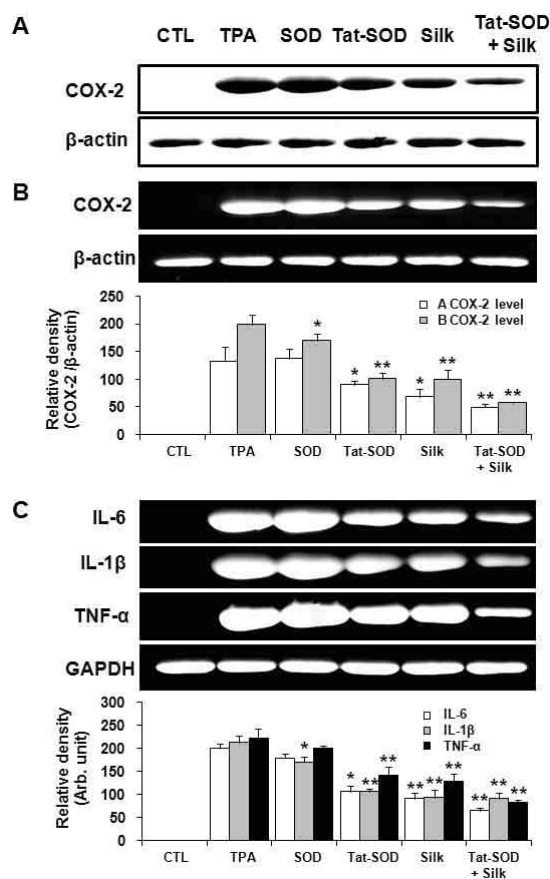 A
CTL TPA SOD Tat-SOD Silk Tat-SOD + Silk
COX-2
β-actin
B
COX-2
β-actin
Relative density (COX-2 /β-actin)
250
200
150
100
50
0
A COX-2 level
B COX-2 level
* * ** * ** ** **
CTL TPA SOD Tat-SOD Silk Tat-SOD + Silk
C
IL-6
IL-1β
TNF-α
GAPDH
Relative density (Arb. unit)
300
250
200
150
100
50
0
IL-6
IL-1β
TNF-α
* * ** ** ** ** ** ** ** **
CTL TPA SOD Tat-SOD Silk Tat-SOD + Silk